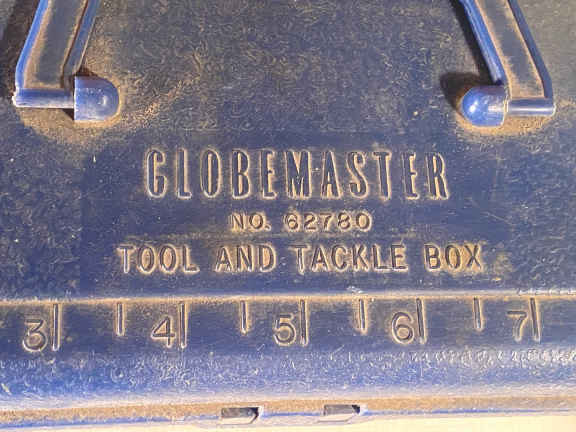 GLOBEMASTER
NO. 62780
TOOL AND TACKLE BOX
3 4 5 6 7